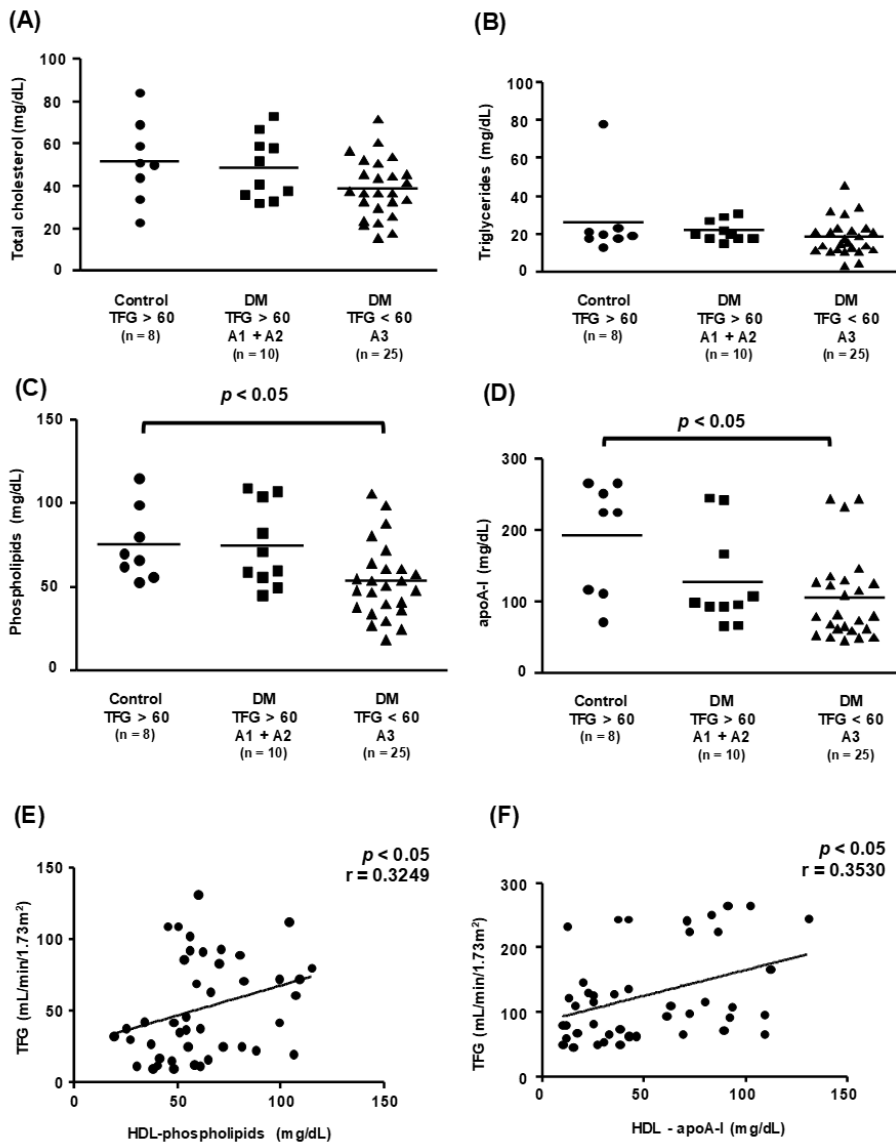 (A)
Total cholesterol (mg/dL)
100
80
60
40
20
0
Control
TFG > 60
(n = 8)
DM
TFG > 60
A1 + A2
(n = 10)
DM
TFG < 60
A3
(n = 25)
(B)
Triglycerides (mg/dL)
100
80
60
40
20
0
Control
TFG > 60
(n = 8)
DM
TFG > 60
A1 + A2
(n = 10)
DM
TFG < 60
A3
(n = 25)
(C)
p < 0.05
Phospholipids (mg/dL)
150
100
50
0
Control
TFG > 60
(n = 8)
DM
TFG > 60
A1 + A2
(n = 10)
DM
TFG < 60
A3
(n = 25)
(D)
p < 0.05
apoA-I (mg/dL)
300
200
100
0
Control
TFG > 60
(n = 8)
DM
TFG > 60
A1 + A2
(n = 10)
DM
TFG < 60
A3
(n = 25)
(E)
p < 0.05
r = 0.3249
TFG (mL/min/1.73m²)
150
100
50
0
50
100
150
HDL-phospholipids (mg/dL)
(F)
p < 0.05
r = 0.3530
TFG (mL/min/1.73m²)
300
200
100
0
0
50
100
150
HDL - apoA-I (mg/dL)